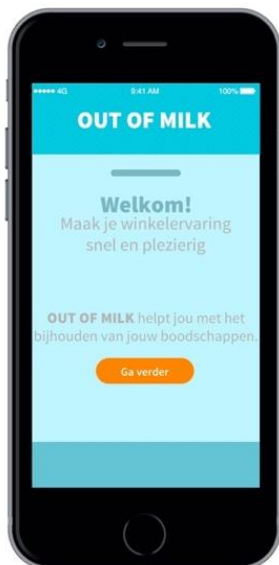 4G 9:41 AM 100%
OUT OF MILK
Welkom!
Maak je winkelervaring
snel en plezierig
OUT OF MILK helpt jou met het
bijhouden van jouw boodschappen.
Ga verder